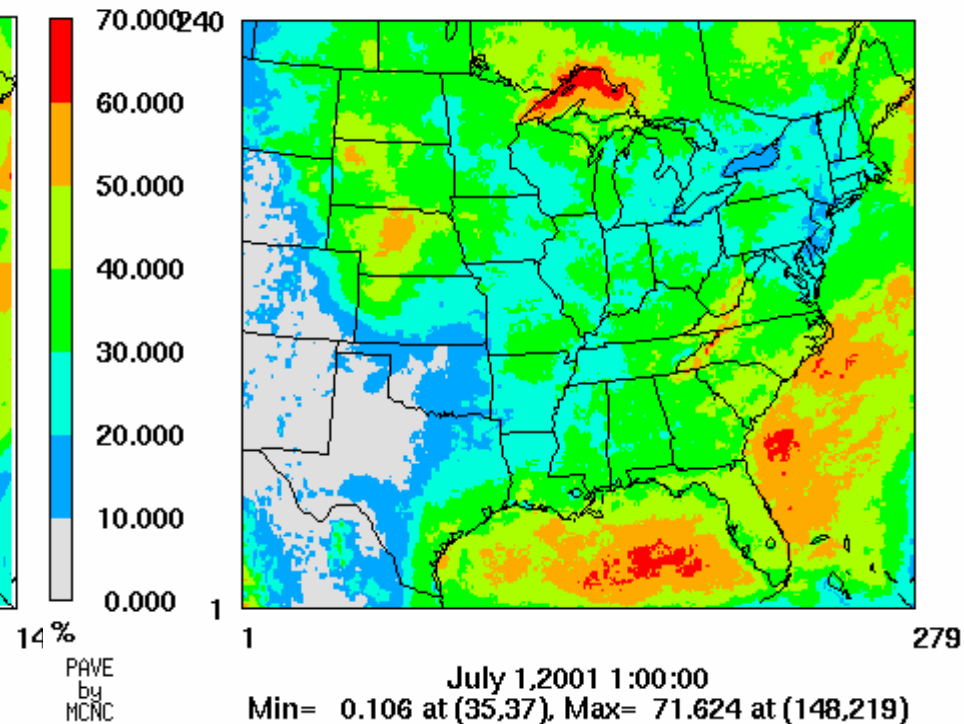 70.000
240
60.000
50.000
40.000
30.000
20.000
10.000
0.000
1
14
%
1
279
PAVE
by
MCNC
July 1,2001 1:00:00
Min= 0.106 at (35,37), Max= 71.624 at (148,219)